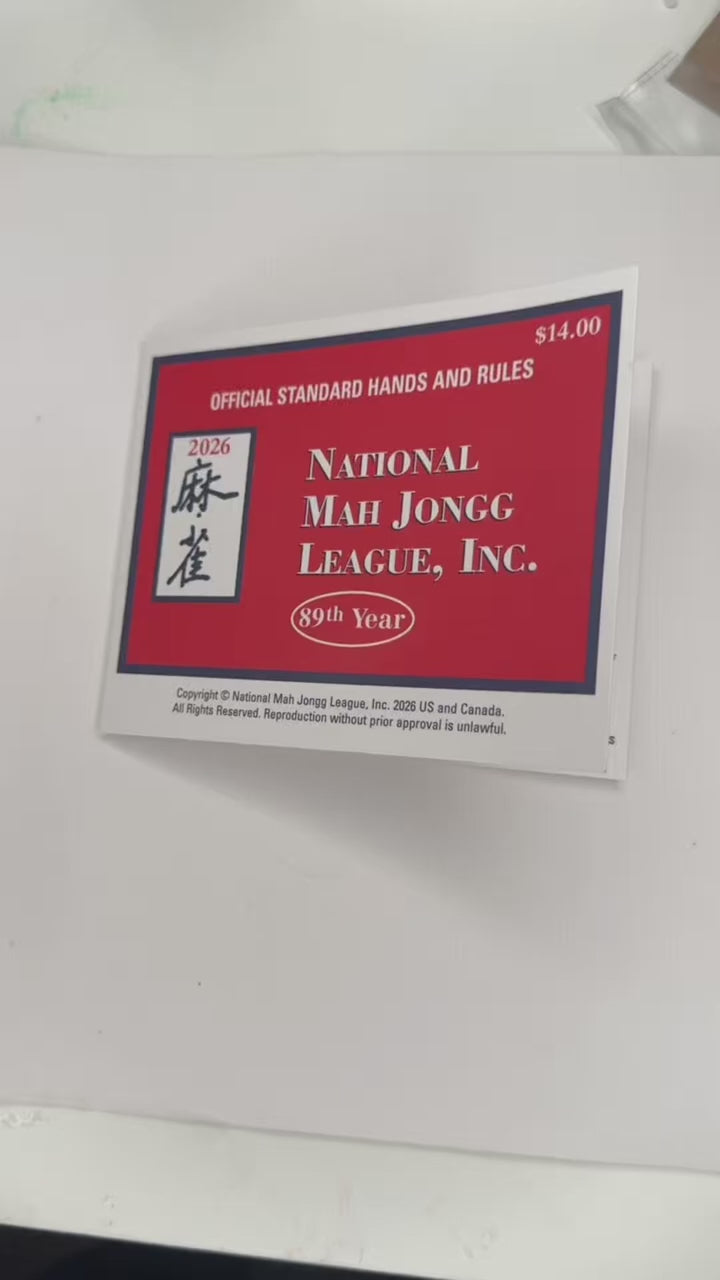 $14.00
OFFICIAL STANDARD HANDS AND RULES
2026
麻
雀
NATIONAL
MAH JONGG
LEAGUE, INC.
89th Year
Copyright © National Mah Jongg League, Inc. 2026 US and Canada.
All Rights Reserved. Reproduction without prior approval is unlawful.
s